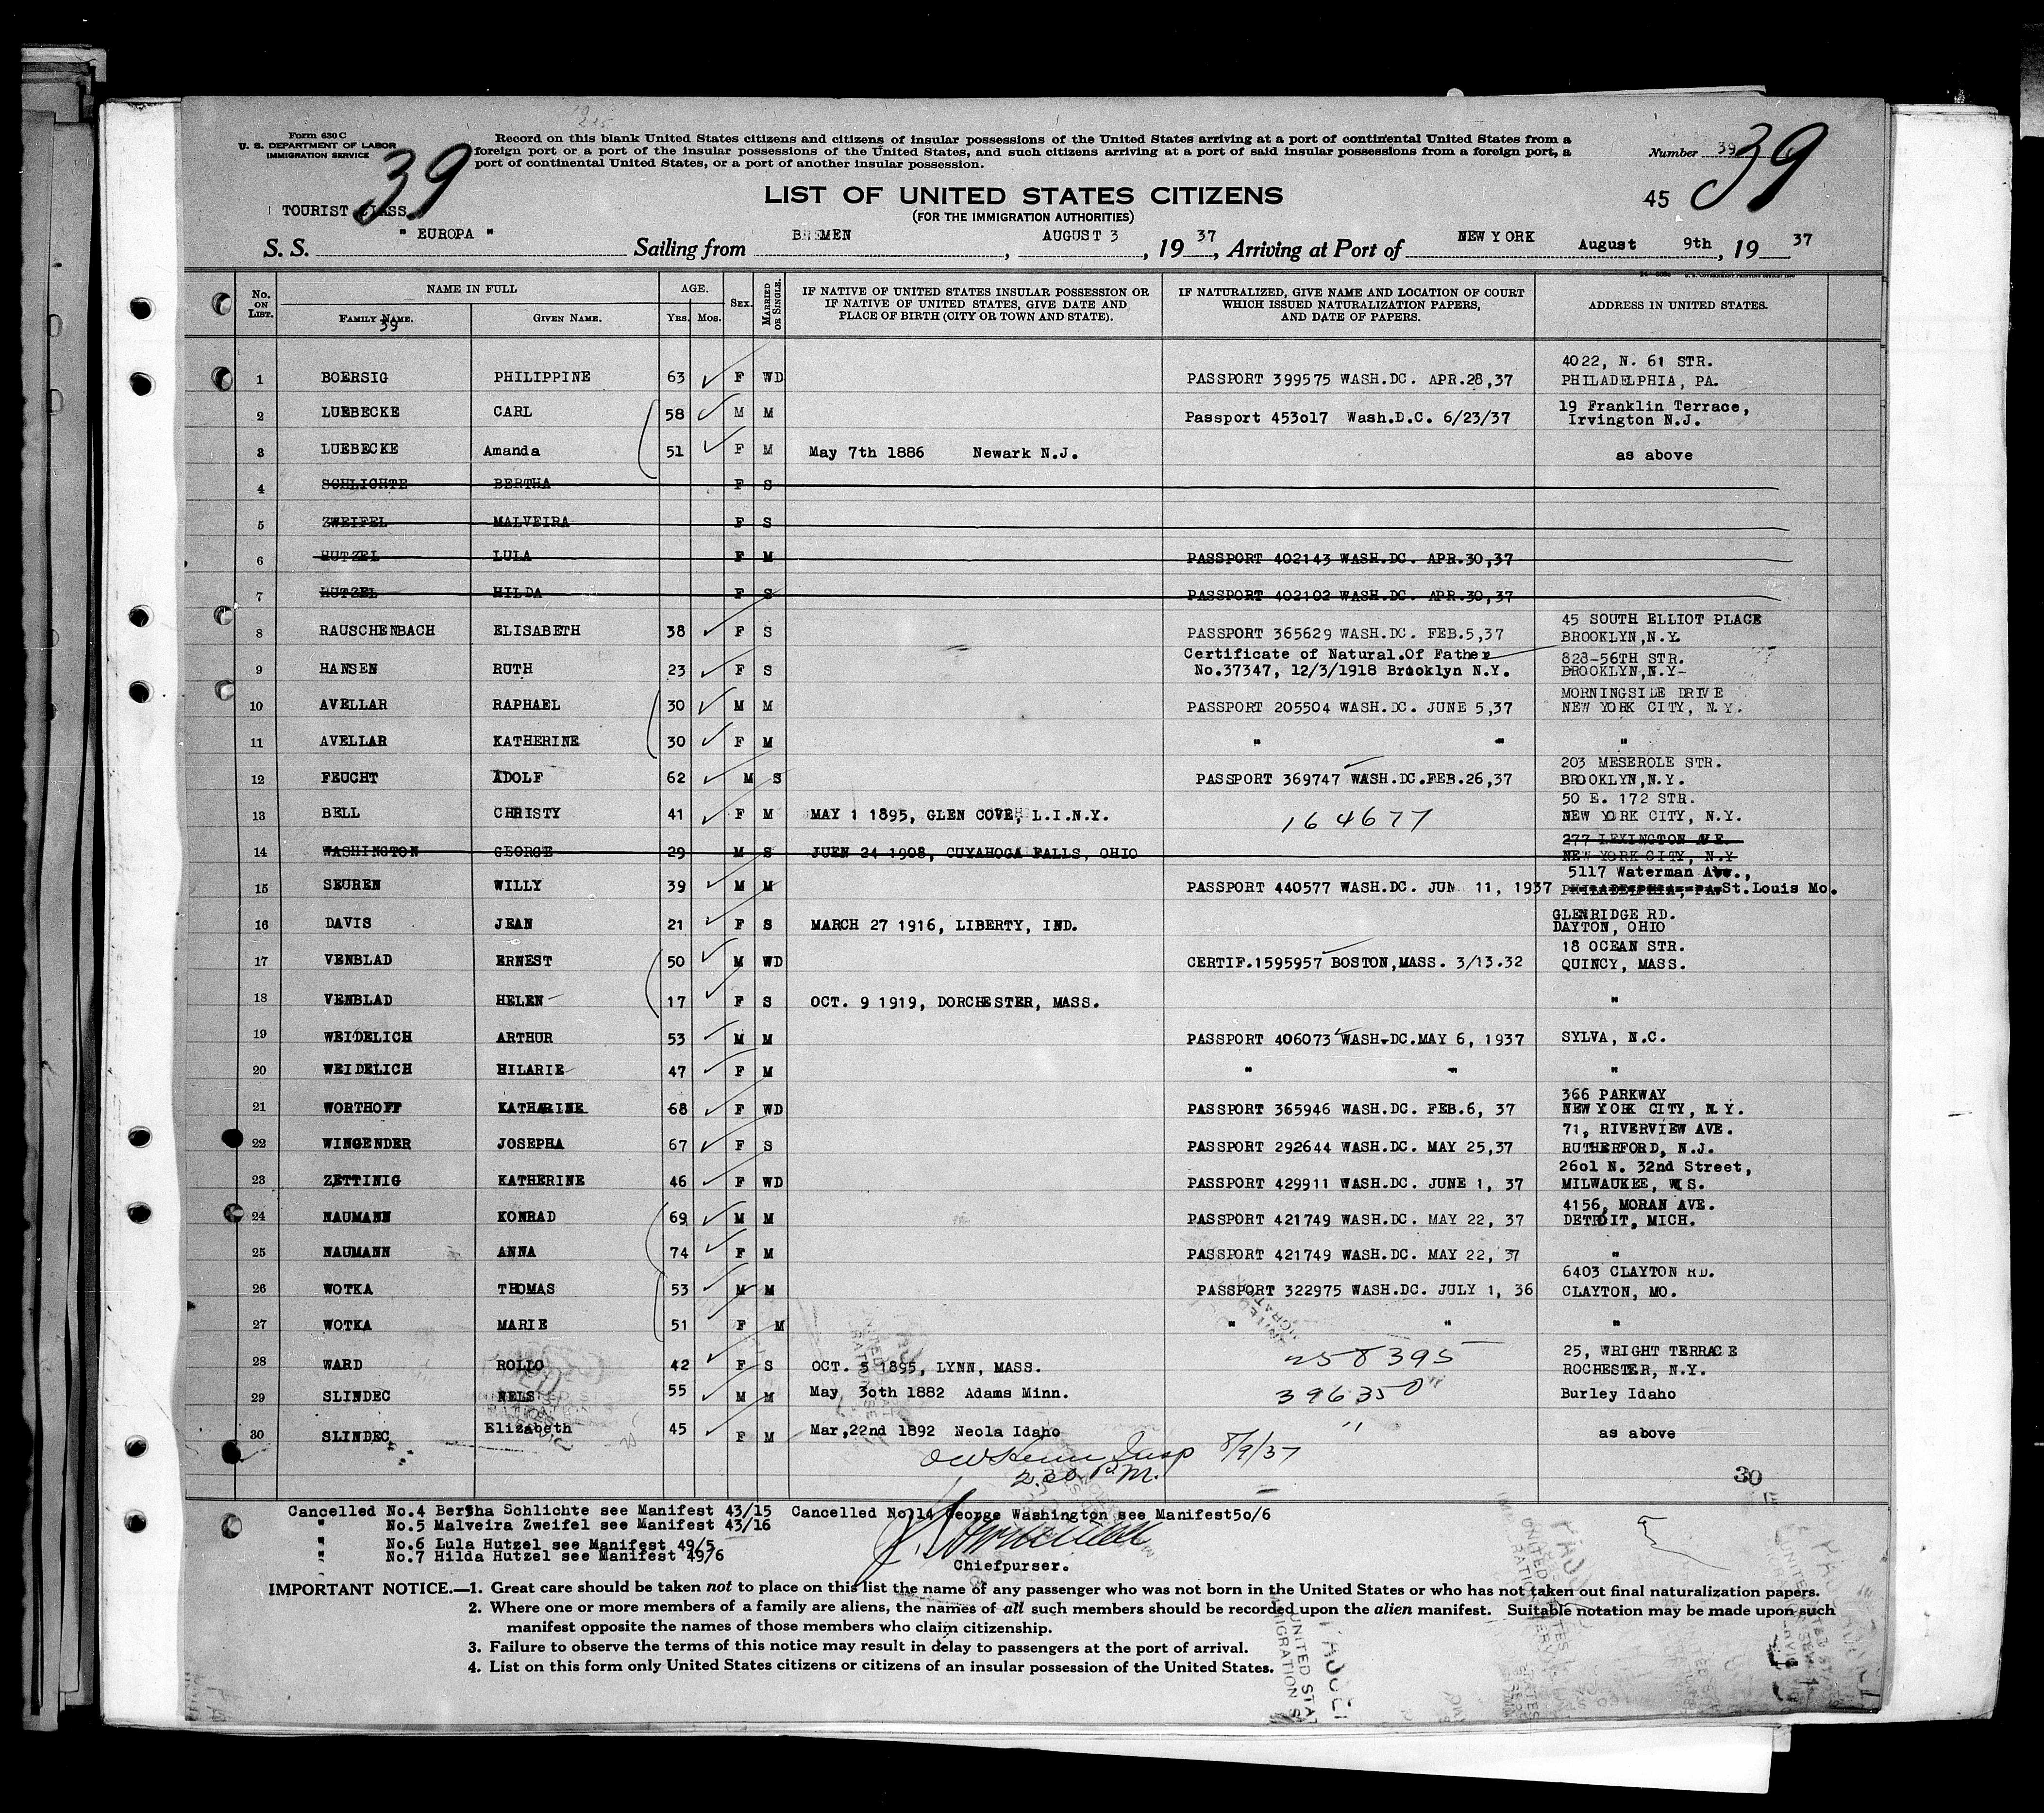 Form 630 C
U. S. DEPARTMENT OF LABOR
IMMIGRATION SERVICE
39
Record on this blank United States citizens and citizens of insular possessions of the United States arriving at a port of continental United States from a
foreign port or a port of the insular possessions of the United States, and such citizens arriving at a port of said insular possessions from a foreign port, a
port of continental United States, or a port of another insular possession.
Number 39 39
LIST OF UNITED STATES CITIZENS
45
(FOR THE IMMIGRATION AUTHORITIES)
TOURIST CLASS
S. S. " EUROPA " Sailing from BREMEN, AUGUST 3, 1937, Arriving at Port of NEW YORK August 9th, 1937
No. ON LIST. NAME IN FULL FAMILY NAME. 39 GIVEN NAME. AGE. YRS. MOS. SEX. MARRIED OR SINGLE. IF NATIVE OF UNITED STATES INSULAR POSSESSION OR IF NATIVE OF UNITED STATES, GIVE DATE AND PLACE OF BIRTH (CITY OR TOWN AND STATE). IF NATURALIZED, GIVE NAME AND LOCATION OF COURT WHICH ISSUED NATURALIZATION PAPERS, AND DATE OF PAPERS. ADDRESS IN UNITED STATES.
4022, N. 61 STR.
1 BOERSIG PHILIPPINE 63 F WD PASSPORT 399575 WASH.DC. APR.28,37 PHILADELPHIA, PA.
2 LUEBECKE CARL 58 M M Passport 453o17 Wash.D.C. 6/23/37 19 Franklin Terrace,
Irvington N.J.
3 LUEBECKE Amanda 51 F M May 7th 1886 Newark N.J. as above
4 SCHLICHTE BERTHA F S
5 ZWEIFEL MALVEIRA F S
6 HUTZEL LULA F M PASSPORT 402143 WASH.DC. APR.30,37
7 HUTZEL HILDA F S PASSPORT 402102 WASH.DC. APR.30,37
45 SOUTH ELLIOT PLACE
8 RAUSCHENBACH ELISABETH 38 F S PASSPORT 365629 WASH.DC. FEB.5,37 BROOKLYN,N.Y.
Certificate of Natural.Of Father 828-56TH STR.
9 HANSEN RUTH 23 F S No.37347, 12/3/1918 Brooklyn N.Y. BROOKLYN,N.Y-
MORNINGSIDE DRIVE
10 AVELLAR RAPHAEL 30 M M PASSPORT 205504 WASH.DC. JUNE 5,37 NEW YORK CITY, N.Y.
11 AVELLAR KATHERINE 30 F M " " "
203 MESEROLE STR.
12 FEUCHT ADOLF 62 M S PASSPORT 369747 WASH.DC.FEB.26,37 BROOKLYN,N.Y.
50 E. 172 STR.
13 BELL CHRISTY 41 F M MAY 1 1895, GLEN COVE, L.I.N.Y. 164677 NEW YORK CITY, N.Y.
277 LEXINGTON AVE.
14 WASHINGTON GEORGE 29 M S JUEN 24 1908, CUYAHOGA FALLS, OHIO NEW YORK CITY, N.Y
5117 Waterman Ave.,
15 SEUREN WILLY 39 M M PASSPORT 440577 WASH.DC. JUN 11, 1937 PHILADELPHIA, PA St.Louis Mo.
GLENRIDGE RD.
16 DAVIS JEAN 21 F S MARCH 27 1916, LIBERTY, IND. DAYTON, OHIO
18 OCEAN STR.
17 VENBLAD ERNEST 50 M WD CERTIF.1595957 BOSTON,MASS. 3/13.32 QUINCY, MASS.
18 VENBLAD HELEN 17 F S OCT. 9 1919, DORCHESTER, MASS. "
19 WEIDELICH ARTHUR 53 M M PASSPORT 406073 WASH.DC.MAY 6, 1937 SYLVA, N.C.
20 WEIDELICH HILARIE 47 F M " " "
366 PARKWAY
21 WORTHOFF KATHARINE 68 F WD PASSPORT 365946 WASH.DC. FEB.6, 37 NEW YORK CITY, N.Y.
71, RIVERVIEW AVE.
22 WINGENDER JOSEPHA 67 F S PASSPORT 292644 WASH.DC. MAY 25,37 RUTHERFORD, N.J.
26o1 N. 32nd Street,
23 ZETTINIG KATHERINE 46 F WD PASSPORT 429911 WASH.DC. JUNE 1, 37 MILWAUKEE, WIS.
4156, MORAN AVE.
24 NAUMANN KONRAD 69 M M PASSPORT 421749 WASH.DC. MAY 22, 37 DETROIT, MICH.
25 NAUMANN ANNA 74 F M PASSPORT 421749 WASH.DC. MAY 22, 37 "
6403 CLAYTON RD.
26 WOTKA THOMAS 53 M M PASSPORT 322975 WASH.DC. JULY 1, 36 CLAYTON, MO.
27 WOTKA MARIE 51 F M " " "
25, WRIGHT TERRACE
28 WARD ROLLO 42 F S OCT. 5 1895, LYNN, MASS. 258395 ROCHESTER, N.Y.
29 SLINDEC NELS 55 M M May 3oth 1882 Adams Minn. 396350 Burley Idaho
30 SLINDEC Elizabeth 45 F M Mar,22nd 1892 Neola Idaho " as above
Insp 8/9/37
2.30 P.M.
30
Cancelled No.4 Bertha Schlichte see Manifest 43/15 Cancelled No.14 George Washington see Manifest5o/6
" No.5 Malveira Zweifel see Manifest 43/16
" No.6 Lula Hutzel see Manifest 49/5
" No.7 Hilda Hutzel see Manifest 49/6
Chiefpurser.
IMPORTANT NOTICE.—1. Great care should be taken not to place on this list the name of any passenger who was not born in the United States or who has not taken out final naturalization papers.
2. Where one or more members of a family are aliens, the names of all such members should be recorded upon the alien manifest. Suitable notation may be made upon such
manifest opposite the names of those members who claim citizenship.
3. Failure to observe the terms of this notice may result in delay to passengers at the port of arrival.
4. List on this form only United States citizens or citizens of an insular possession of the United States.